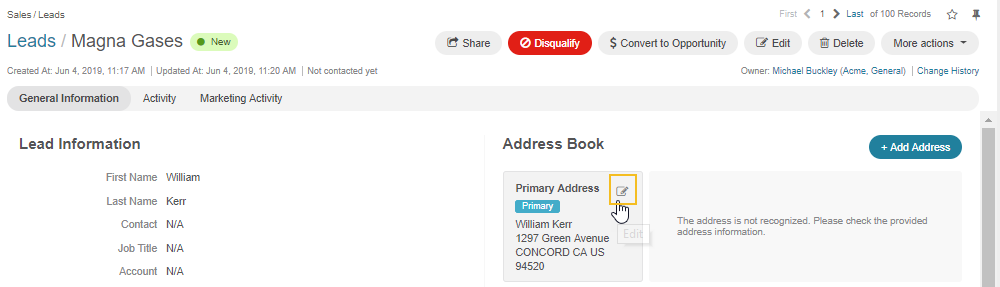 Sales / Leads
First 1 Last of 100 Records
Leads / Magna Gases New
Share Disqualify $ Convert to Opportunity Edit Delete More actions
Created At: Jun 4, 2019, 11:17 AM | Updated At: Jun 4, 2019, 11:20 AM | Not contacted yet
Owner: Michael Buckley (Acme, General) | Change History
General Information Activity Marketing Activity
Lead Information
First Name William
Last Name Kerr
Contact N/A
Job Title N/A
Account N/A
Address Book
+ Add Address
Primary Address
Primary
William Kerr
1297 Green Avenue
CONCORD CA US
94520
Edit
The address is not recognized. Please check the provided
address information.